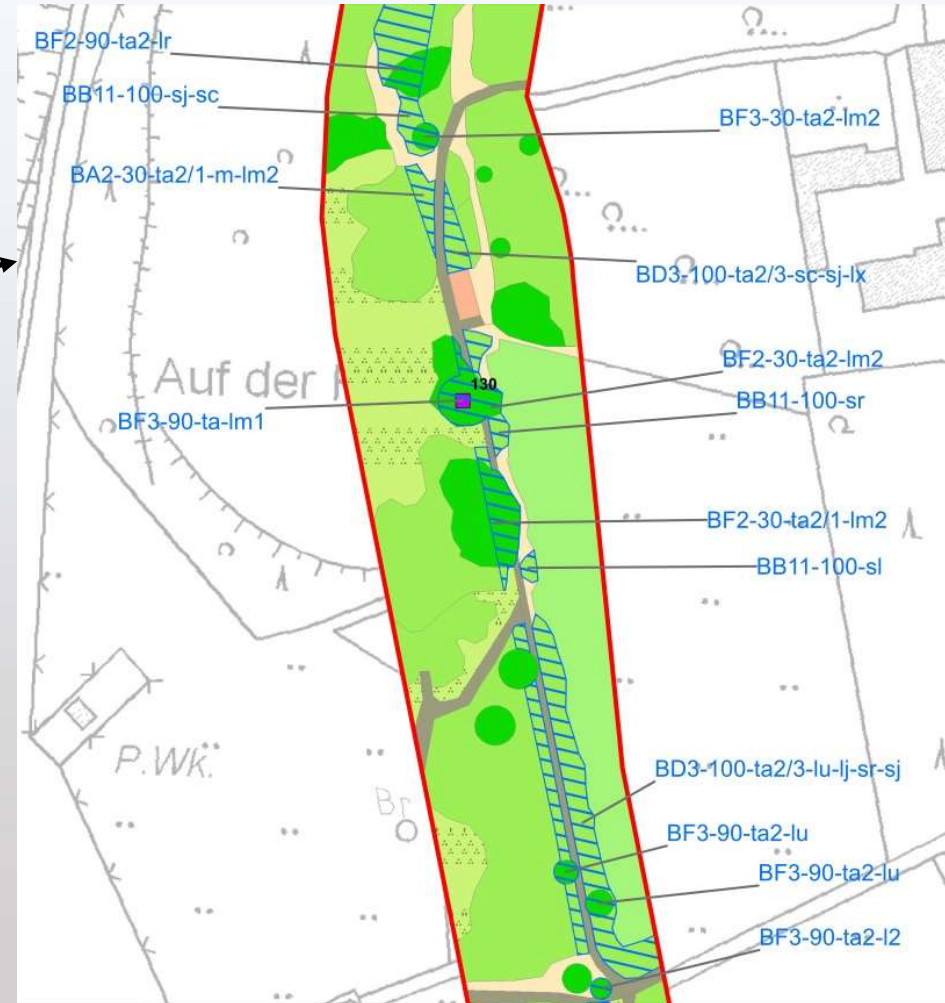 BF2-90-ta2-lr
BB11-100-sj-sc
BF3-30-ta2-lm2
BA2-30-ta2/1-m-lm2
BD3-100-ta2/3-sc-sj-lx
BF2-30-ta2-lm2
Auf der
130
BB11-100-sr
BF3-90-ta-lm1
BF2-30-ta2/1-lm2
BB11-100-sl
P.Wk.
BD3-100-ta2/3-lu-lj-sr-sj
Br
BF3-90-ta2-lu
BF3-90-ta2-lu
BF3-90-ta2-l2